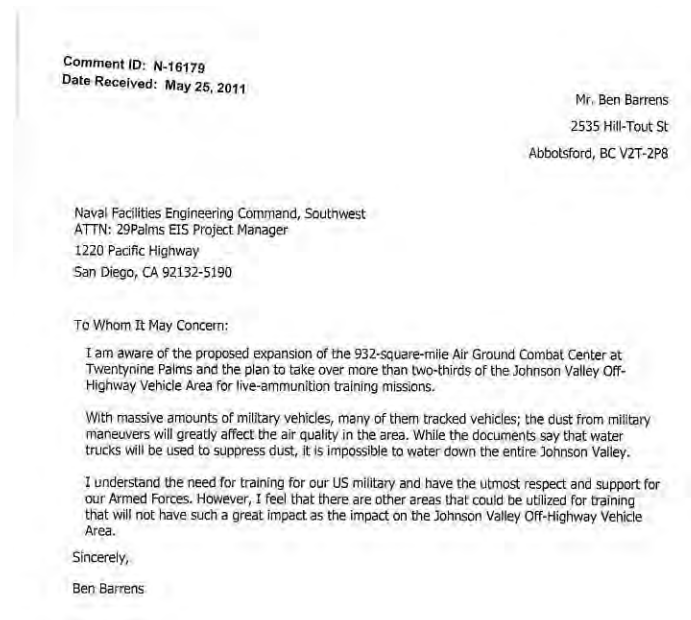 Comment ID: N-16179
Date Received: May 25, 2011
Mr. Ben Barrens
2535 Hill-Tout St
Abbotsford, BC V2T-2P8
Naval Facilities Engineering Command, Southwest
ATTN: 29Palms EIS Project Manager
1220 Pacific Highway
San Diego, CA 92132-5190
To Whom It May Concern:
I am aware of the proposed expansion of the 932-square-mile Air Ground Combat Center at
Twentynine Palms and the plan to take over more than two-thirds of the Johnson Valley Off-
Highway Vehicle Area for live-ammunition training missions.
With massive amounts of military vehicles, many of them tracked vehicles; the dust from military
maneuvers will greatly affect the air quality in the area. While the documents say that water
trucks will be used to suppress dust, it is impossible to water down the entire Johnson Valley.
I understand the need for training for our US military and have the utmost respect and support for
our Armed Forces. However, I feel that there are other areas that could be utilized for training
that will not have such a great impact as the impact on the Johnson Valley Off-Highway Vehicle
Area.
Sincerely,
Ben Barrens